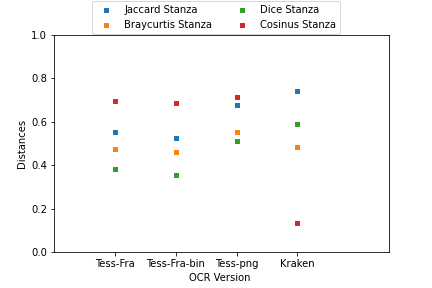 Jaccard Stanza
Braycurtis Stanza
Dice Stanza
Cosinus Stanza
1.0
0.8
0.6
0.4
0.2
0.0
Distances
Tess-Fra
Tess-Fra-bin
Tess-png
Kraken
OCR Version